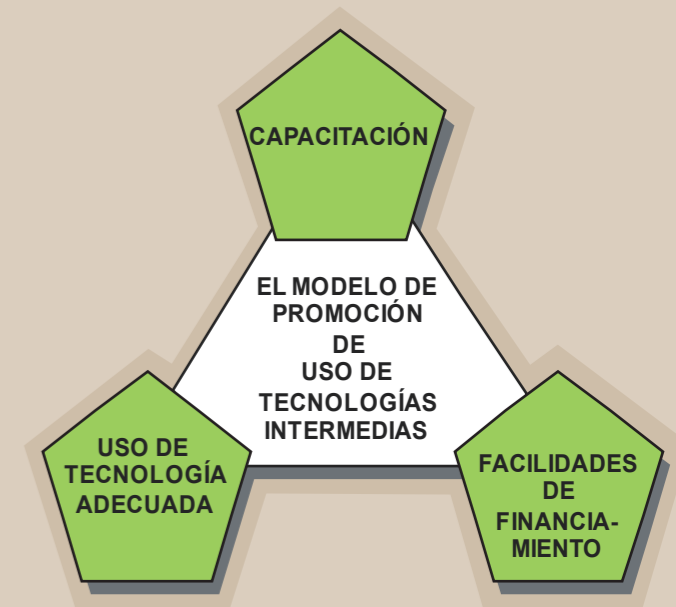 CAPACITACIÓN
EL MODELO DE
PROMOCIÓN
DE
USO DE
TECNOLOGÍAS
INTERMEDIAS
USO DE
TECNOLOGÍA
ADECUADA
FACILIDADES
DE
FINANCIA-
MIENTO